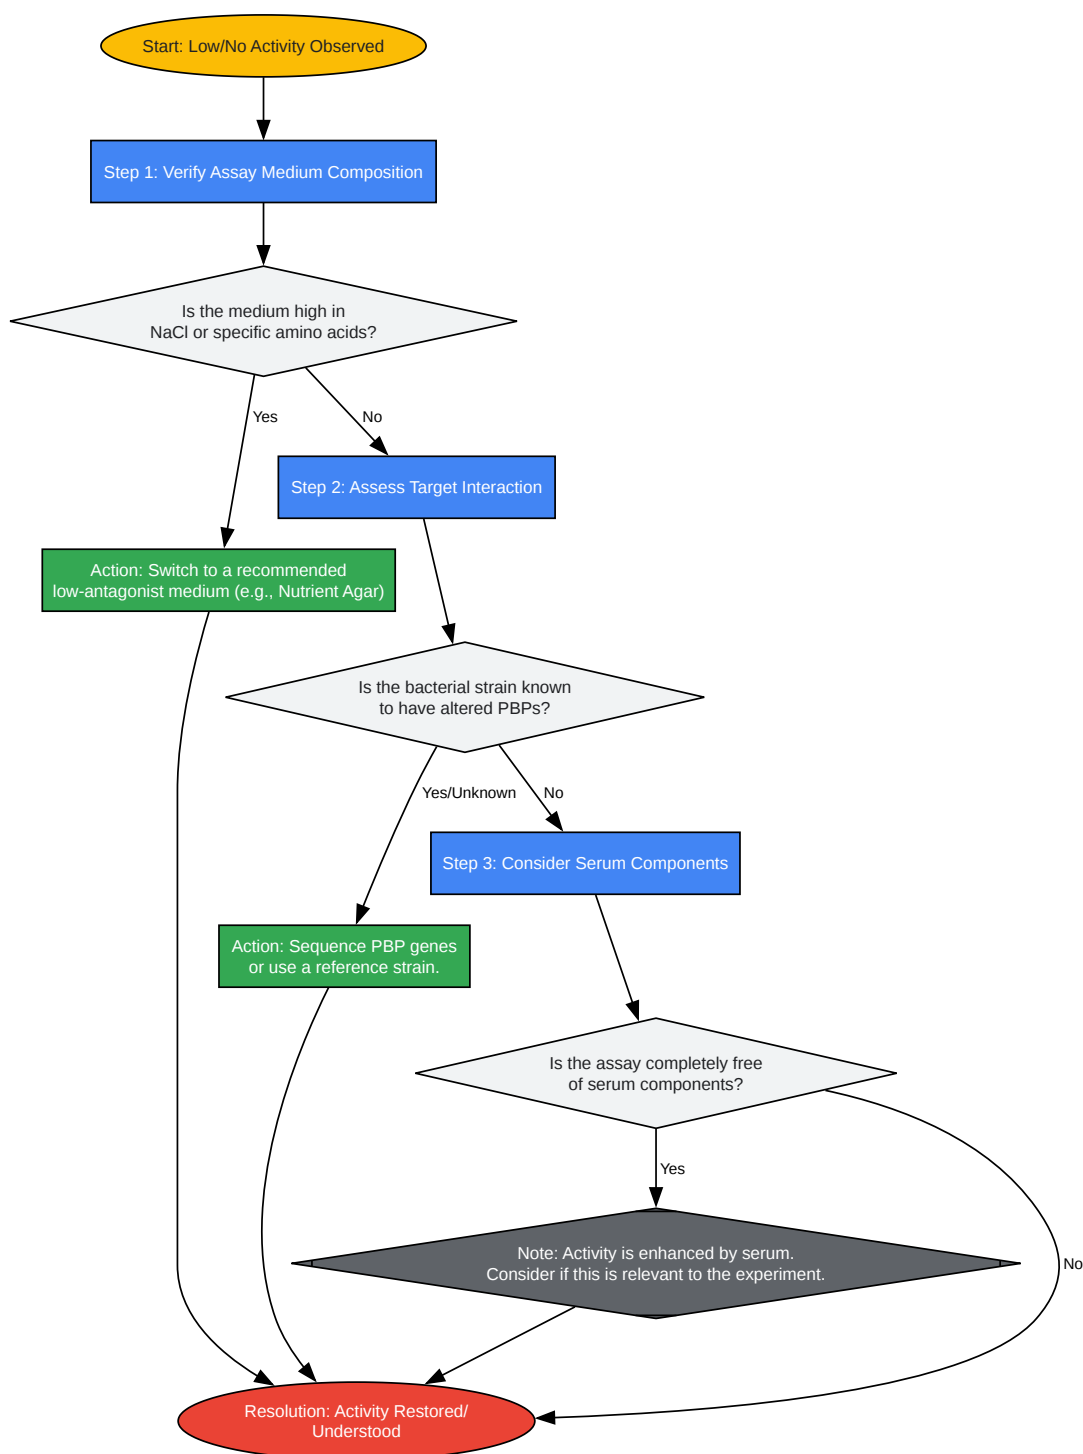 Start: Low/No Activity Observed
Step 1: Verify Assay Medium Composition
Is the medium high in
NaCl or specific amino acids?
Yes
No
Step 2: Assess Target Interaction
Action: Switch to a recommended
low-antagonist medium (e.g., Nutrient Agar)
Is the bacterial strain known
to have altered PBPs?
Yes/Unknown
No
Step 3: Consider Serum Components
Action: Sequence PBP genes
or use a reference strain.
Is the assay completely free
of serum components?
Yes
Note: Activity is enhanced by serum.
Consider if this is relevant to the experiment.
No
Resolution: Activity Restored/
Understood